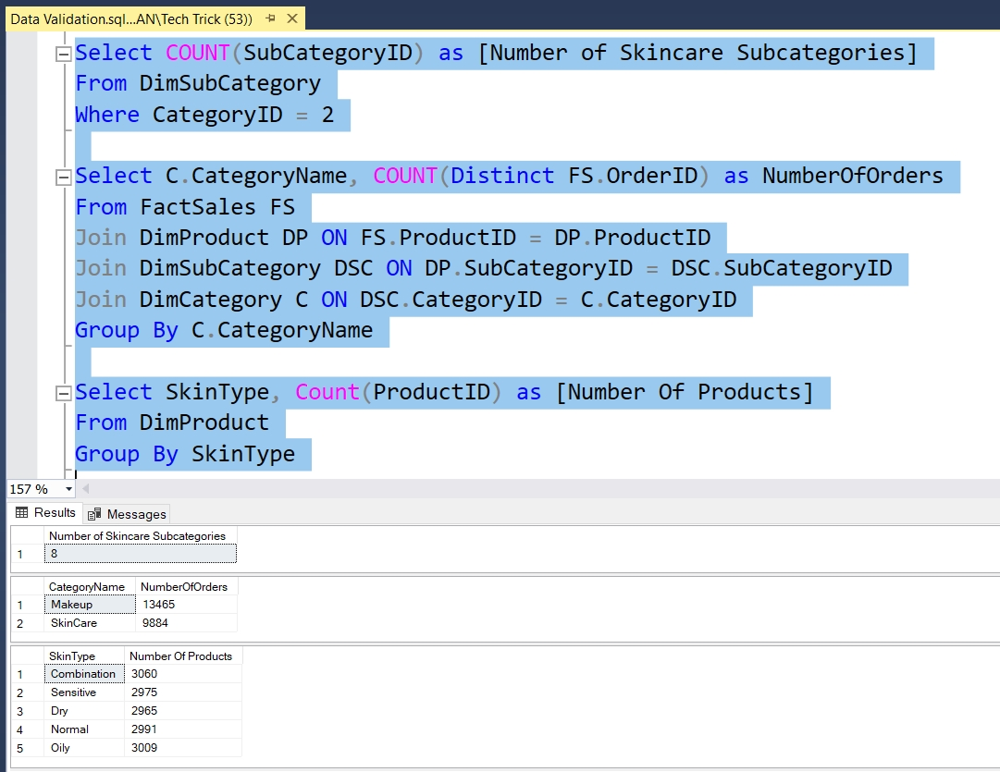 Data Validation.sql...AN\Tech Trick (53))
Select COUNT(SubCategoryID) as [Number of Skincare Subcategories]
From DimSubCategory
Where CategoryID = 2
Select C.CategoryName, COUNT(Distinct FS.OrderID) as NumberOfOrders
From FactSales FS
Join DimProduct DP ON FS.ProductID = DP.ProductID
Join DimSubCategory DSC ON DP.SubCategoryID = DSC.SubCategoryID
Join DimCategory C ON DSC.CategoryID = C.CategoryID
Group By C.CategoryName
Select SkinType, Count(ProductID) as [Number Of Products]
From DimProduct
Group By SkinType
157 %
Results Messages
Number of Skincare Subcategories
1 8
CategoryName NumberOfOrders
1 Makeup 13465
2 SkinCare 9884
SkinType Number Of Products
1 Combination 3060
2 Sensitive 2975
3 Dry 2965
4 Normal 2991
5 Oily 3009